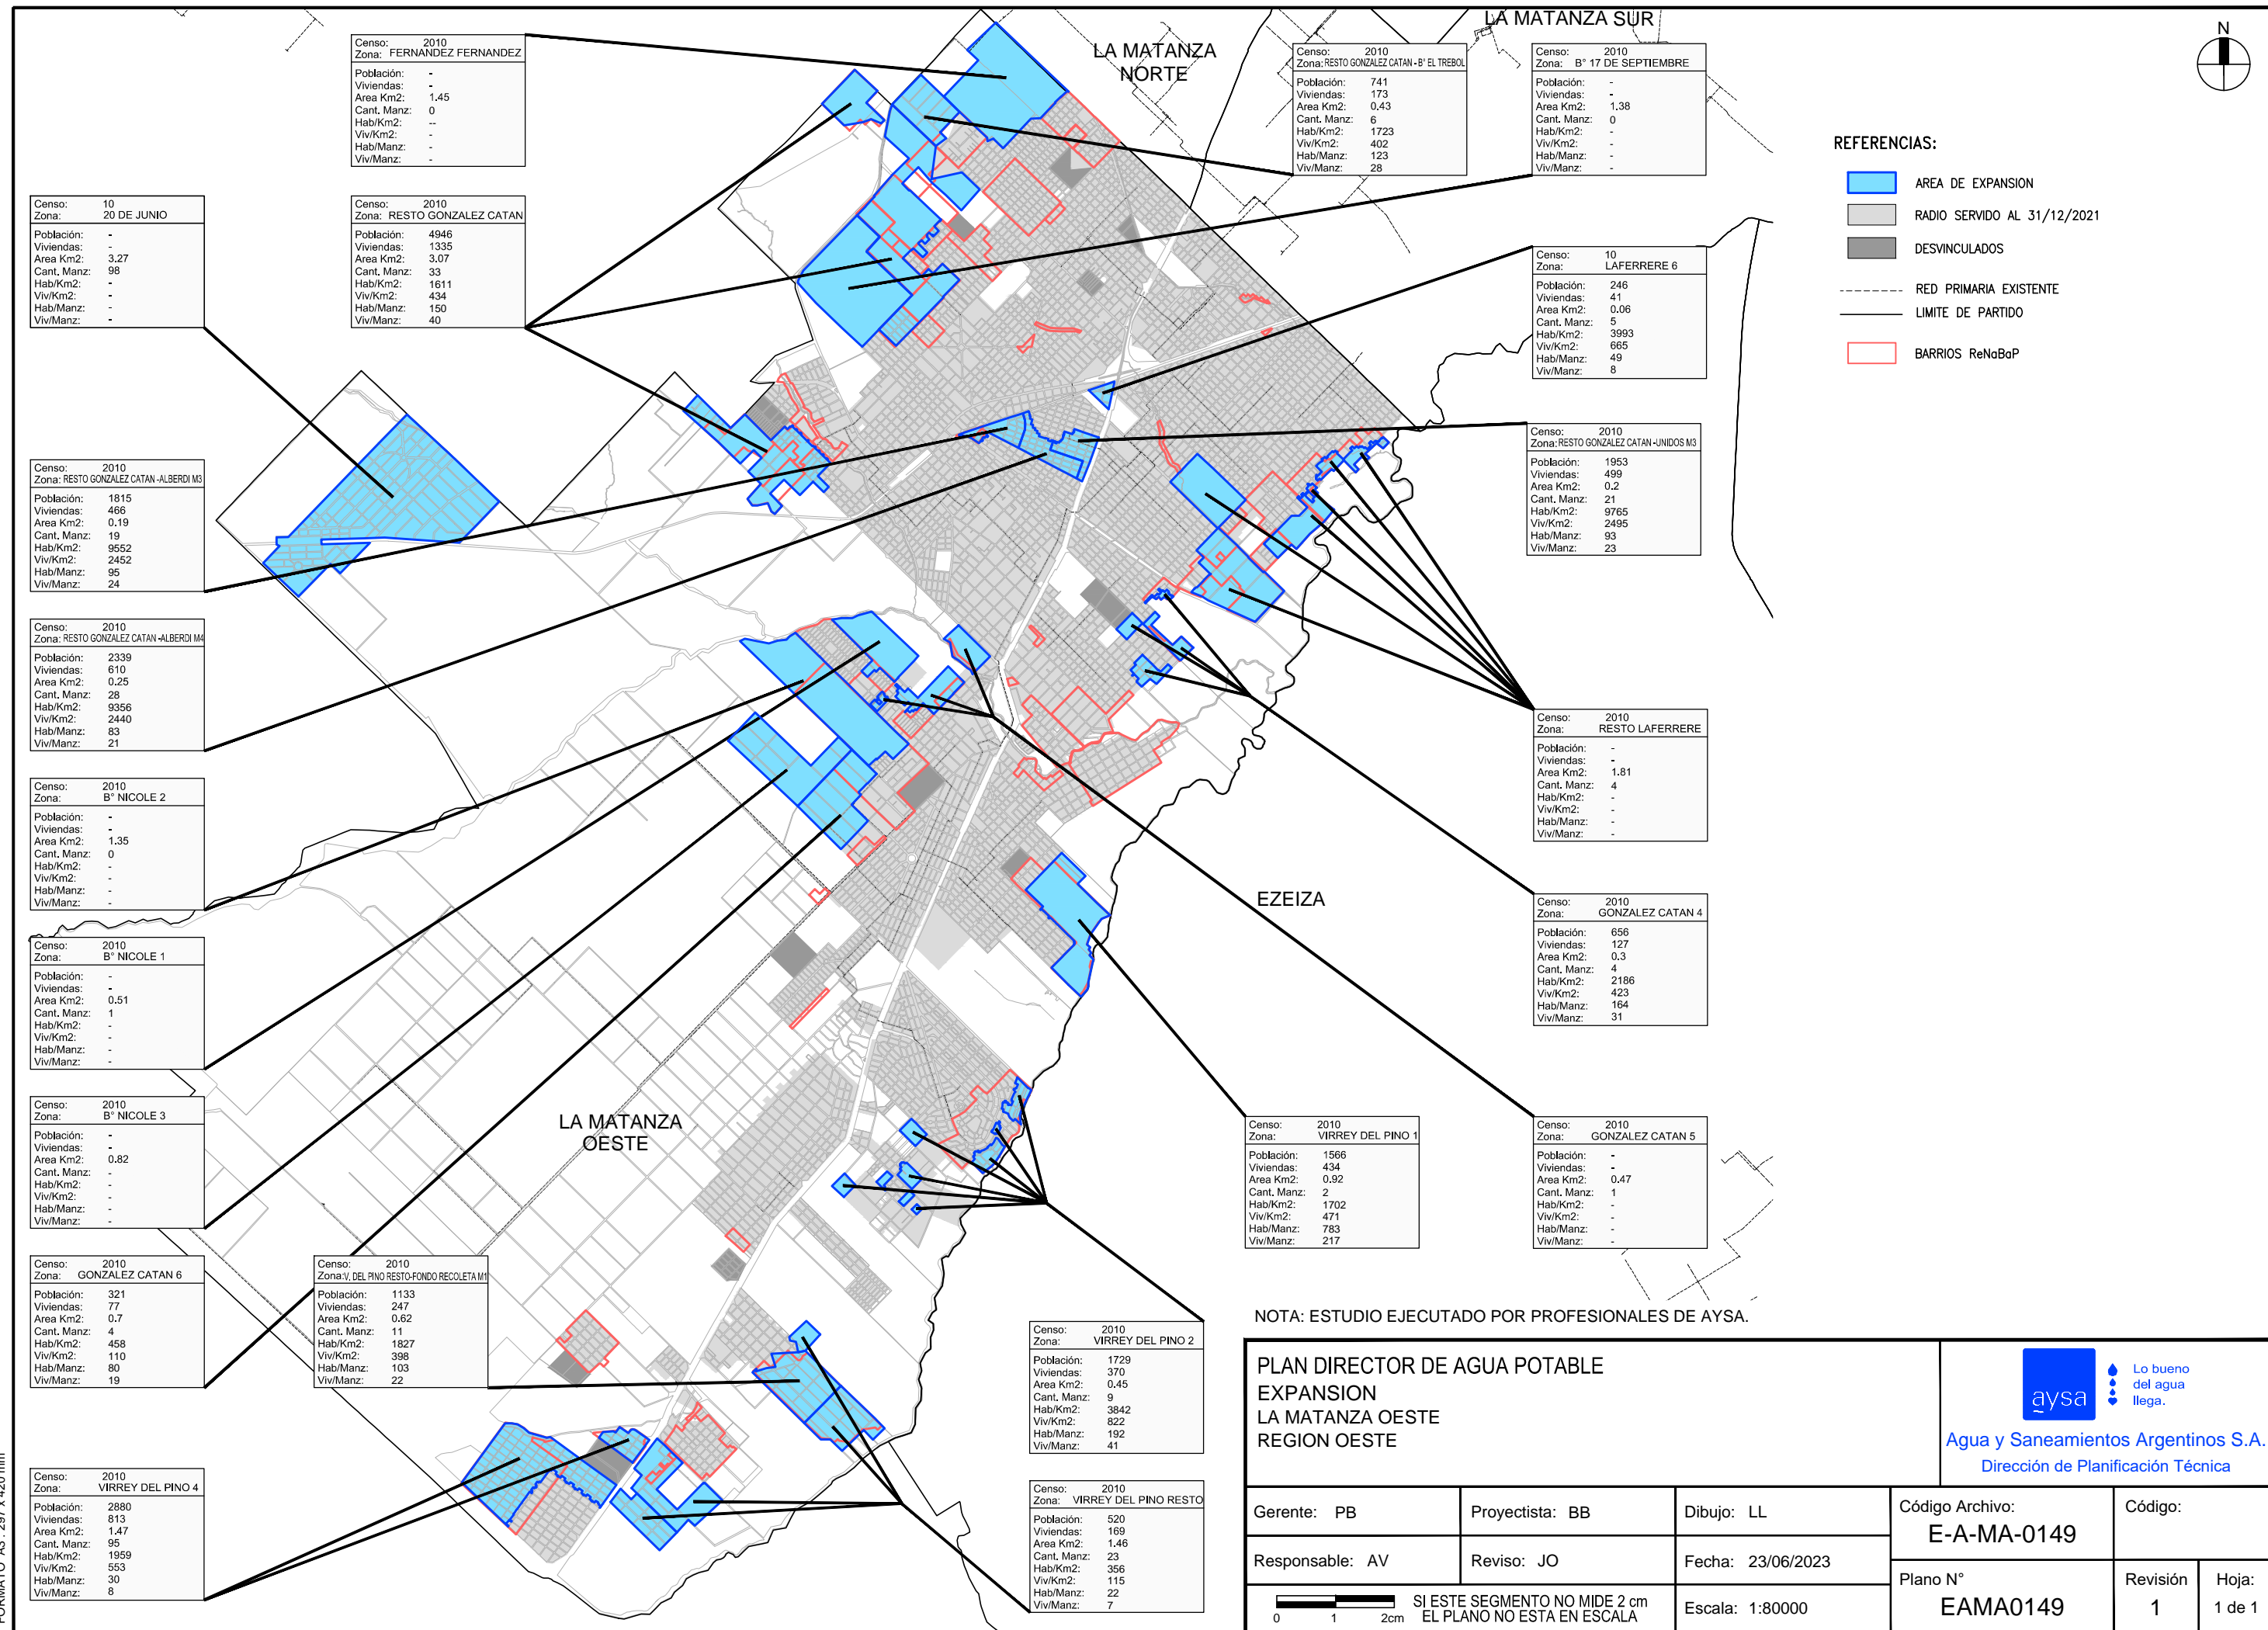 LA MATANZA SUR
LA MATANZA
NORTE
N
Censo: 2010
Zona: FERNANDEZ FERNANDEZ
Población: -
Viviendas: -
Area Km2: 1.45
Cant. Manz: 0
Hab/Km2: --
Viv/Km2: -
Hab/Manz: -
Viv/Manz: -
Censo: 2010
Zona: RESTO GONZALEZ CATAN - B° EL TREBOL
Población: 741
Viviendas: 173
Area Km2: 0.43
Cant. Manz: 6
Hab/Km2: 1723
Viv/Km2: 402
Hab/Manz: 123
Viv/Manz: 28
Censo: 2010
Zona: B° 17 DE SEPTIEMBRE
Población: -
Viviendas: -
Area Km2: 1.38
Cant. Manz: 0
Hab/Km2: -
Viv/Km2: -
Hab/Manz: -
Viv/Manz: -
REFERENCIAS:
AREA DE EXPANSION
RADIO SERVIDO AL 31/12/2021
DESVINCULADOS
RED PRIMARIA EXISTENTE
LIMITE DE PARTIDO
BARRIOS ReNaBaP
Censo: 10
Zona: 20 DE JUNIO
Población: -
Viviendas: -
Area Km2: 3.27
Cant. Manz: 98
Hab/Km2: -
Viv/Km2: -
Hab/Manz: -
Viv/Manz: -
Censo: 2010
Zona: RESTO GONZALEZ CATAN
Población: 4946
Viviendas: 1335
Area Km2: 3.07
Cant. Manz: 33
Hab/Km2: 1611
Viv/Km2: 434
Hab/Manz: 150
Viv/Manz: 40
Censo: 10
Zona: LAFERRERE 6
Población: 246
Viviendas: 41
Area Km2: 0.06
Cant. Manz: 5
Hab/Km2: 3993
Viv/Km2: 665
Hab/Manz: 49
Viv/Manz: 8
Censo: 2010
Zona: RESTO GONZALEZ CATAN -ALBERDI M3
Población: 1815
Viviendas: 466
Area Km2: 0.19
Cant. Manz: 19
Hab/Km2: 9552
Viv/Km2: 2452
Hab/Manz: 95
Viv/Manz: 24
Censo: 2010
Zona: RESTO GONZALEZ CATAN -UNIDOS M3
Población: 1953
Viviendas: 499
Area Km2: 0.2
Cant. Manz: 21
Hab/Km2: 9765
Viv/Km2: 2495
Hab/Manz: 93
Viv/Manz: 23
Censo: 2010
Zona: RESTO GONZALEZ CATAN -ALBERDI M4
Población: 2339
Viviendas: 610
Area Km2: 0.25
Cant. Manz: 28
Hab/Km2: 9356
Viv/Km2: 2440
Hab/Manz: 83
Viv/Manz: 21
Censo: 2010
Zona: RESTO LAFERRERE
Población: -
Viviendas: -
Area Km2: 1.81
Cant. Manz: 4
Hab/Km2: -
Viv/Km2: -
Hab/Manz: -
Viv/Manz: -
Censo: 2010
Zona: B° NICOLE 2
Población: -
Viviendas: -
Area Km2: 1.35
Cant. Manz: 0
Hab/Km2: -
Viv/Km2: -
Hab/Manz: -
Viv/Manz: -
EZEIZA
Censo: 2010
Zona: GONZALEZ CATAN 4
Población: 656
Viviendas: 127
Area Km2: 0.3
Cant. Manz: 4
Hab/Km2: 2186
Viv/Km2: 423
Hab/Manz: 164
Viv/Manz: 31
Censo: 2010
Zona: B° NICOLE 1
Población: -
Viviendas: -
Area Km2: 0.51
Cant. Manz: 1
Hab/Km2: -
Viv/Km2: -
Hab/Manz: -
Viv/Manz: -
Censo: 2010
Zona: B° NICOLE 3
Población: -
Viviendas: -
Area Km2: 0.82
Cant. Manz: -
Hab/Km2: -
Viv/Km2: -
Hab/Manz: -
Viv/Manz: -
LA MATANZA
OESTE
Censo: 2010
Zona: VIRREY DEL PINO 1
Población: 1566
Viviendas: 434
Area Km2: 0.92
Cant. Manz: 2
Hab/Km2: 1702
Viv/Km2: 471
Hab/Manz: 783
Viv/Manz: 217
Censo: 2010
Zona: GONZALEZ CATAN 5
Población: -
Viviendas: -
Area Km2: 0.47
Cant. Manz: 1
Hab/Km2: -
Viv/Km2: -
Hab/Manz: -
Viv/Manz: -
Censo: 2010
Zona: GONZALEZ CATAN 6
Población: 321
Viviendas: 77
Area Km2: 0.7
Cant. Manz: 4
Hab/Km2: 458
Viv/Km2: 110
Hab/Manz: 80
Viv/Manz: 19
Censo: 2010
Zona: V. DEL PINO RESTO-FONDO RECOLETA M1
Población: 1133
Viviendas: 247
Area Km2: 0.62
Cant. Manz: 11
Hab/Km2: 1827
Viv/Km2: 398
Hab/Manz: 103
Viv/Manz: 22
Censo: 2010
Zona: VIRREY DEL PINO 2
Población: 1729
Viviendas: 370
Area Km2: 0.45
Cant. Manz: 9
Hab/Km2: 3842
Viv/Km2: 822
Hab/Manz: 192
Viv/Manz: 41
Censo: 2010
Zona: VIRREY DEL PINO 4
Población: 2880
Viviendas: 813
Area Km2: 1.47
Cant. Manz: 95
Hab/Km2: 1959
Viv/Km2: 553
Hab/Manz: 30
Viv/Manz: 8
Censo: 2010
Zona: VIRREY DEL PINO RESTO
Población: 520
Viviendas: 169
Area Km2: 1.46
Cant. Manz: 23
Hab/Km2: 356
Viv/Km2: 115
Hab/Manz: 22
Viv/Manz: 7
NOTA: ESTUDIO EJECUTADO POR PROFESIONALES DE AYSA.
PLAN DIRECTOR DE AGUA POTABLE
EXPANSION
LA MATANZA OESTE
REGION OESTE
aysa
Lo bueno
del agua
llega.
Agua y Saneamientos Argentinos S.A.
Dirección de Planificación Técnica
Gerente: PB
Proyectista: BB
Dibujo: LL
Código Archivo:
E-A-MA-0149
Código:
Responsable: AV
Reviso: JO
Fecha: 23/06/2023
Plano N°
EAMA0149
Revisión
1
Hoja:
1 de 1
0 1 2cm
SI ESTE SEGMENTO NO MIDE 2 cm
EL PLANO NO ESTA EN ESCALA
Escala: 1:80000